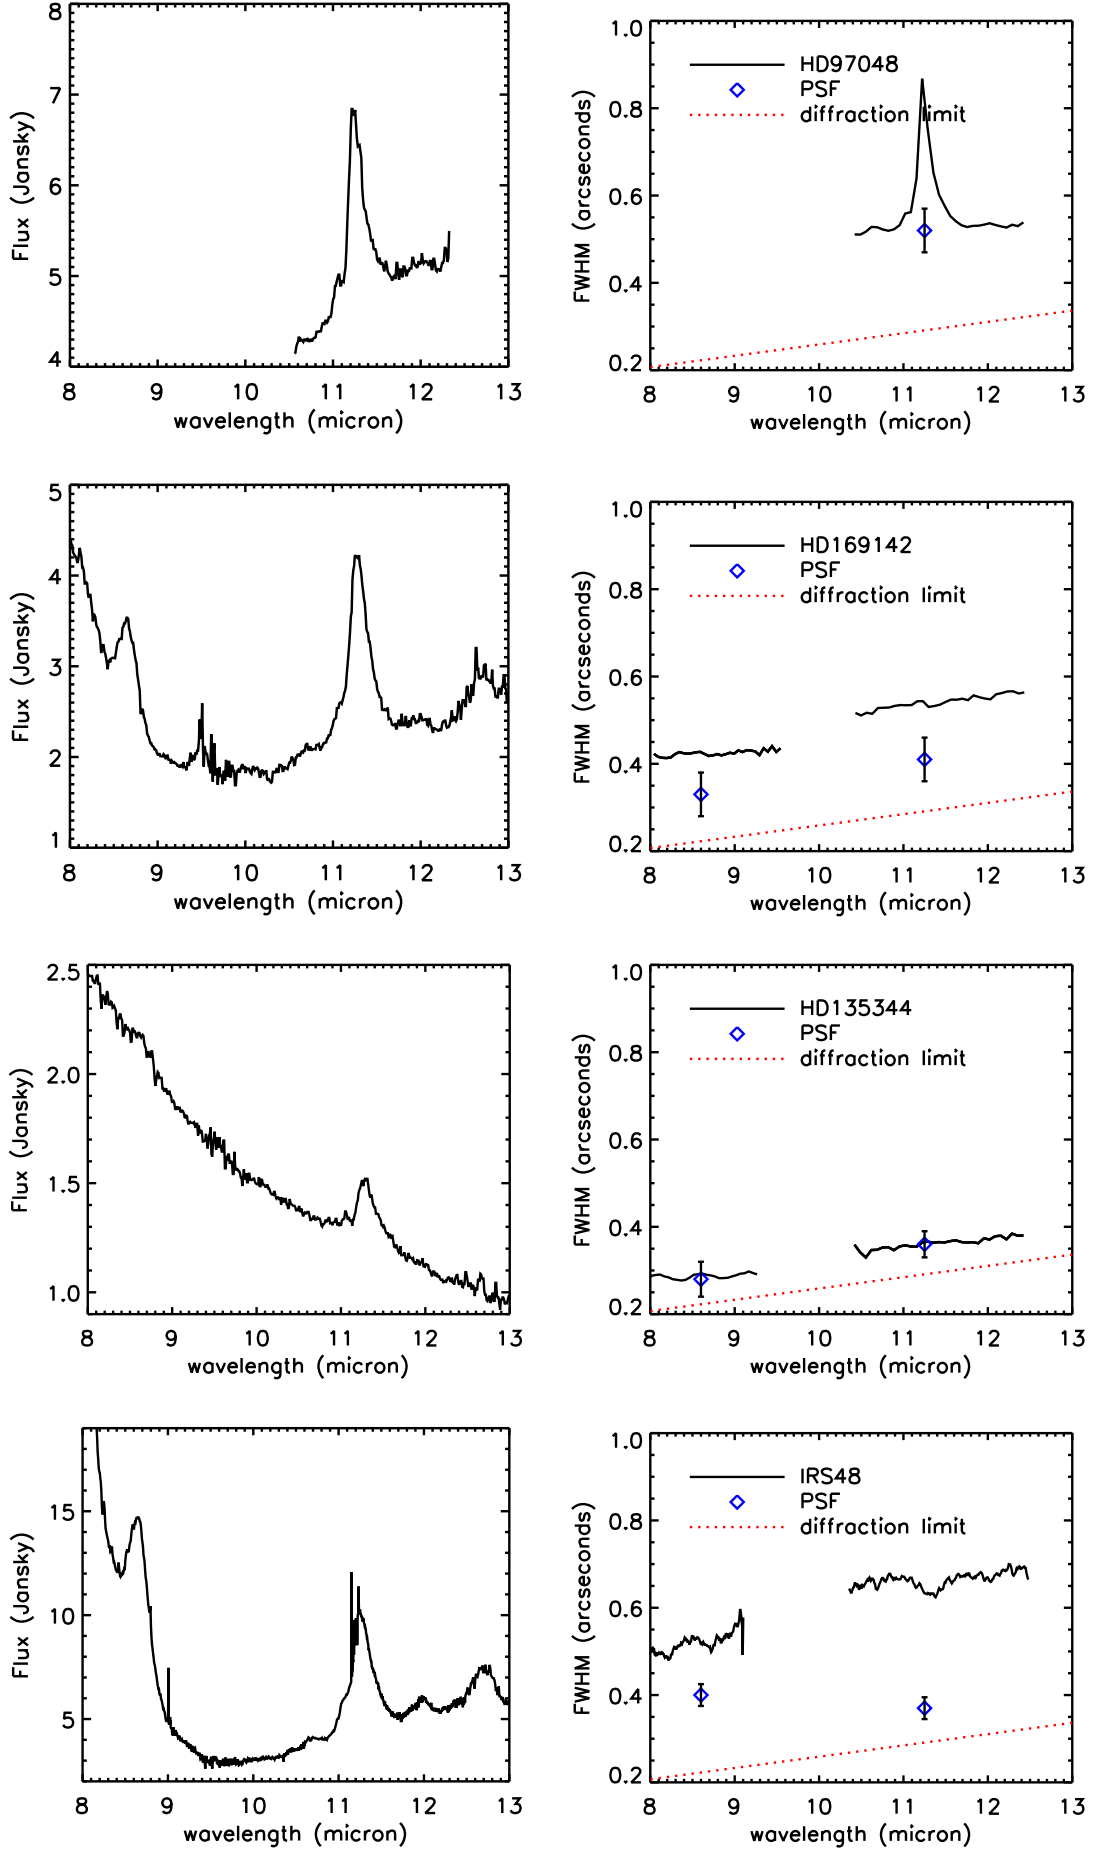 8
7
6
5
4
Flux (Jansky)
8 9 10 11 12 13
wavelength (micron)
1.0
0.8
0.6
0.4
0.2
FWHM (arcseconds)
HD97048
PSF
diffraction limit
8 9 10 11 12 13
wavelength (micron)
5
4
3
2
1
Flux (Jansky)
8 9 10 11 12 13
wavelength (micron)
1.0
0.8
0.6
0.4
0.2
FWHM (arcseconds)
HD169142
PSF
diffraction limit
8 9 10 11 12 13
wavelength (micron)
2.5
2.0
1.5
1.0
Flux (Jansky)
8 9 10 11 12 13
wavelength (micron)
1.0
0.8
0.6
0.4
0.2
FWHM (arcseconds)
HD135344
PSF
diffraction limit
8 9 10 11 12 13
wavelength (micron)
15
10
5
Flux (Jansky)
8 9 10 11 12 13
wavelength (micron)
1.0
0.8
0.6
0.4
0.2
FWHM (arcseconds)
IRS48
PSF
diffraction limit
8 9 10 11 12 13
wavelength (micron)